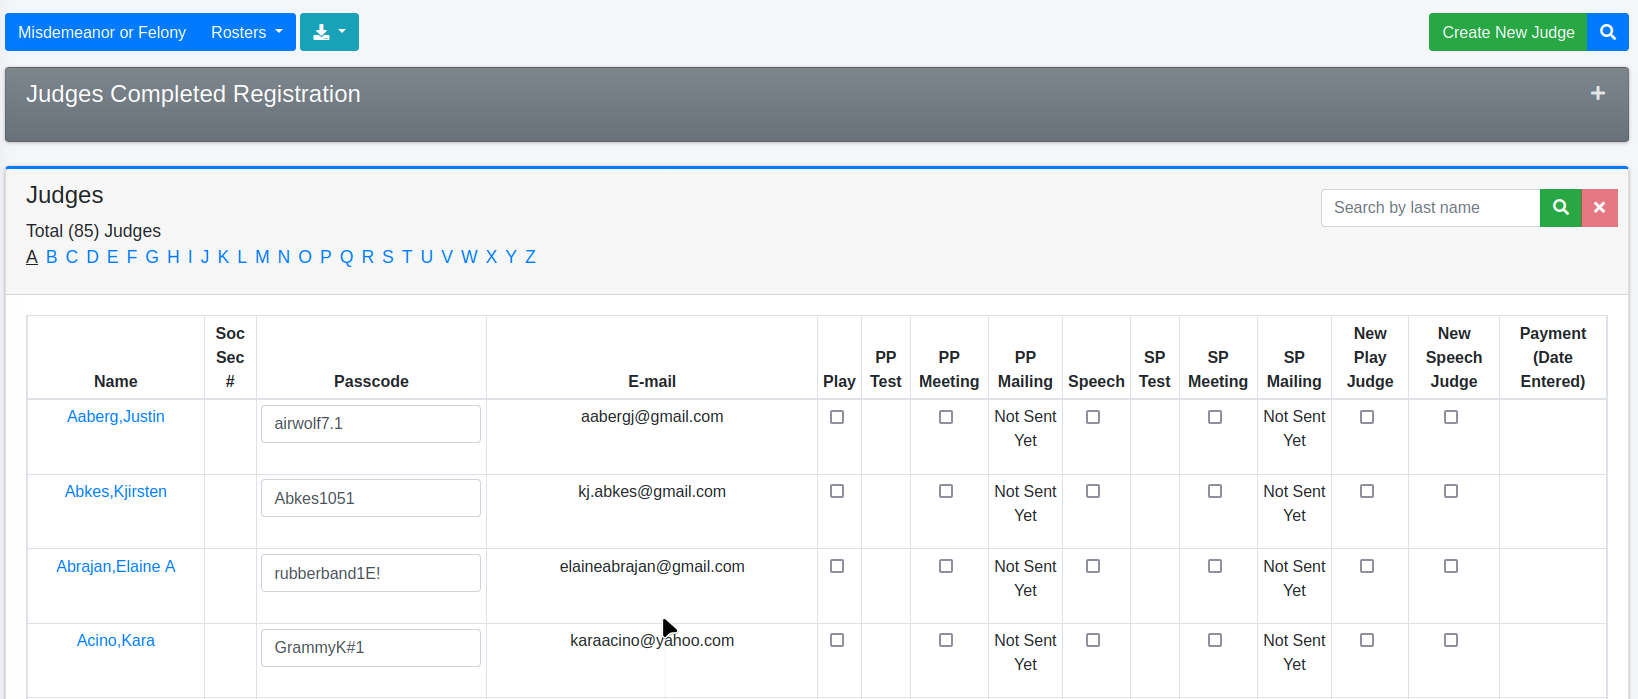 Misdemeanor or Felony Rosters
Create New Judge
Judges Completed Registration
Judges
Total (85) Judges
Search by last name
A B C D E F G H I J K L M N O P Q R S T U V W X Y Z
Name Soc Sec # Passcode E-mail Play PP Test PP Meeting PP Mailing Speech SP Test SP Meeting SP Mailing New Play Judge New Speech Judge Payment (Date Entered)
Aaberg,Justin airwolf7.1 aabergj@gmail.com Not Sent Yet Not Sent Yet
Abkes,Kjirsten Abkes1051 kj.abkes@gmail.com Not Sent Yet Not Sent Yet
Abrajan,Elaine A rubberband1E! elaineabrajan@gmail.com Not Sent Yet Not Sent Yet
Acino,Kara GrammyK#1 karaacino@yahoo.com Not Sent Yet Not Sent Yet